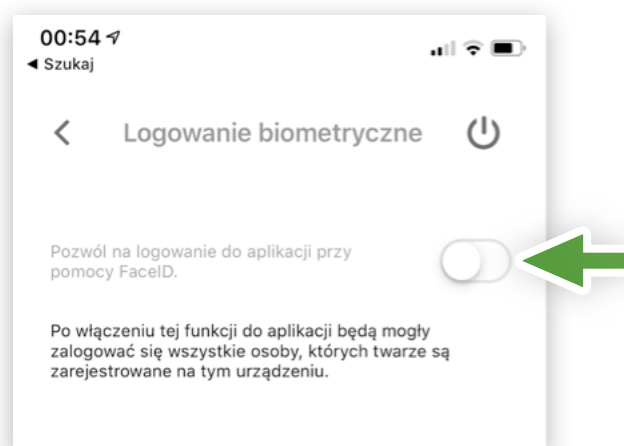 00:54
◀ Szukaj
Logowanie biometryczne
Pozwól na logowanie do aplikacji przy
pomocy FaceID.
Po włączeniu tej funkcji do aplikacji będą mogły
zalogować się wszystkie osoby, których twarze są
zarejestrowane na tym urządzeniu.